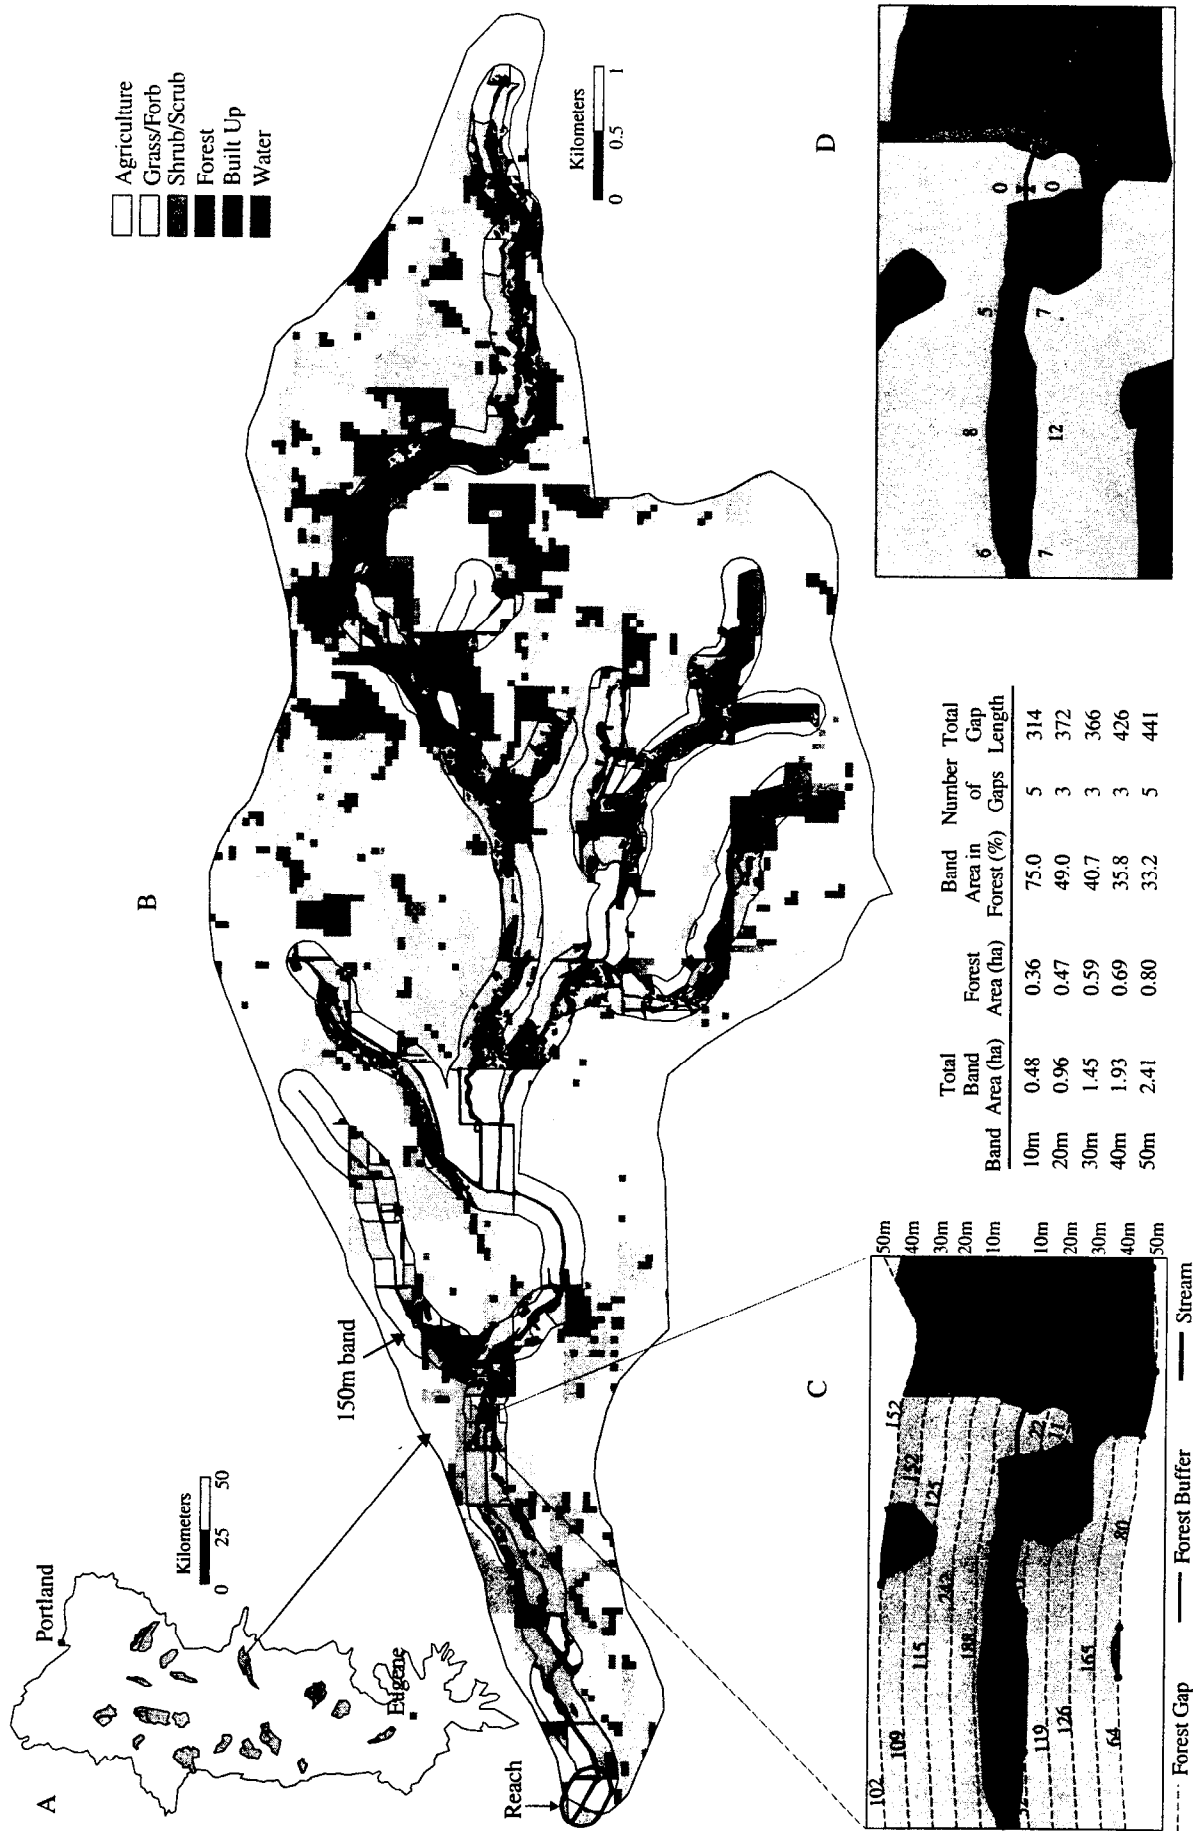 A
Portland
Eugene
Kilometers
0 25 50
B
Agriculture
Grass/Forb
Shrub/Scrub
Forest
Built Up
Water
Kilometers
0 0.5 1
150m band
Reach
C
102
109
115
212
188
125
152
152
22
11
119
126
165
64
80
50m
40m
30m
20m
10m
10m
20m
30m
40m
50m
Forest Gap
Forest Buffer
Stream
Band Total Band Area (ha) Forest Area (ha) Band Area in Forest (%) Number of Gaps Total Gap Length
10m 0.48 0.36 75.0 5 314
20m 0.96 0.47 49.0 3 372
30m 1.45 0.59 40.7 3 366
40m 1.93 0.69 35.8 3 426
50m 2.41 0.80 33.2 5 441
D
6 8 5 0
7 12 7 0